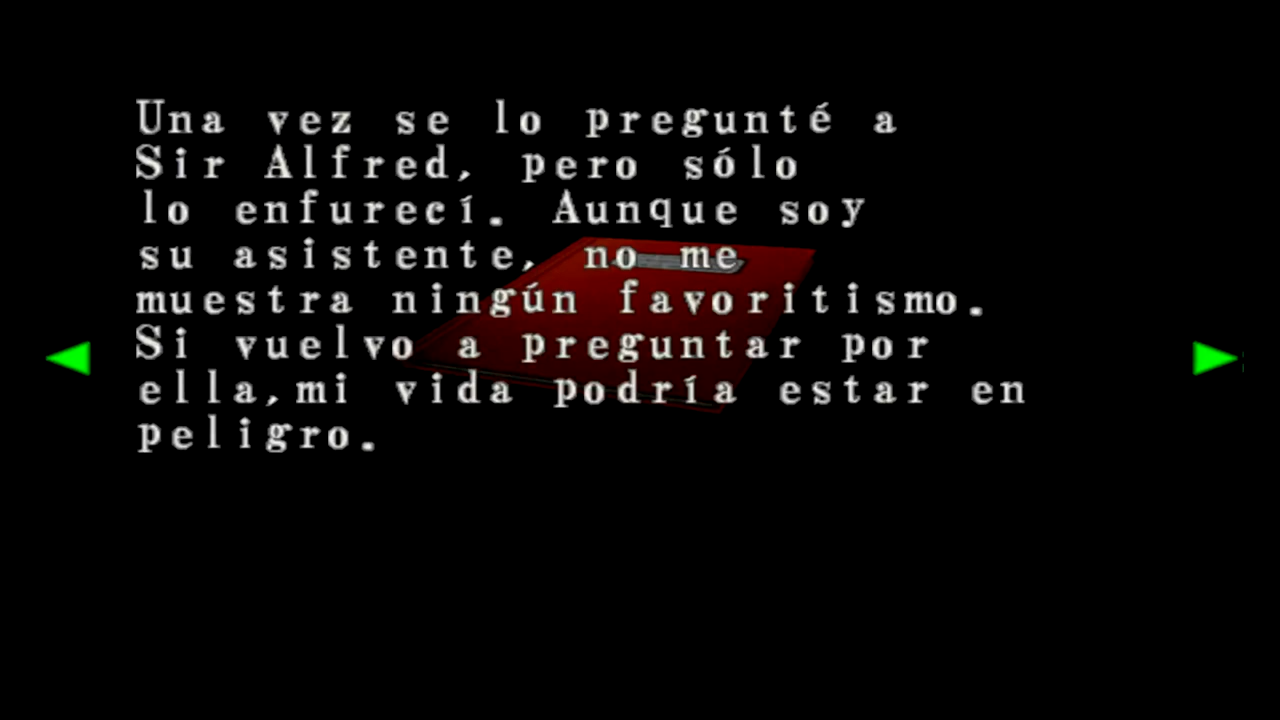 Una vez se lo pregunté a
Sir Alfred, pero sólo
lo enfurecí. Aunque soy
su asistente, no me
muestra ningún favoritismo.
Si vuelvo a preguntar por
ella,mi vida podría estar en
peligro.